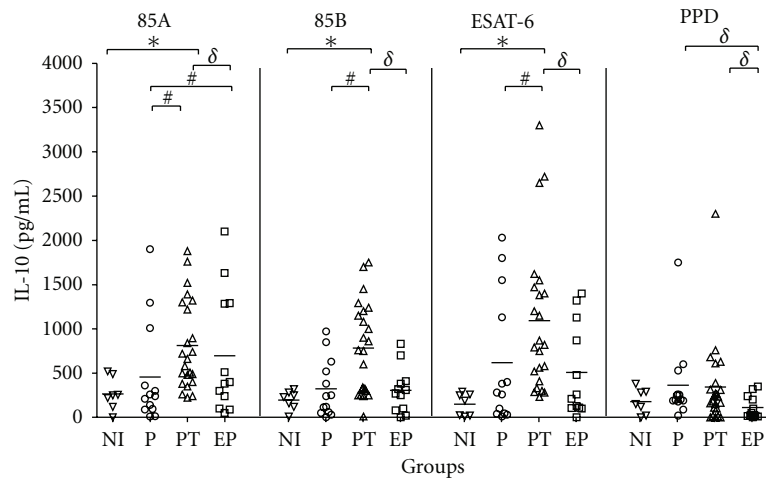 85A 85B ESAT-6 PPD
* * * δ
δ # δ δ δ
# # #
4000
3500
3000
2500
2000
1500
1000
500
0
IL-10 (pg/mL)
NI P PT EP NI P PT EP NI P PT EP NI P PT EP
Groups